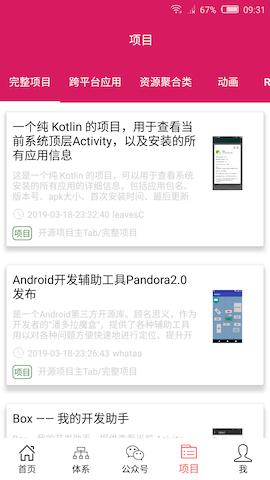 67% 09:31
项目
完整项目 跨平台应用 资源聚合类 动画 R
一个纯 Kotlin 的项目，用于查看当
前系统顶层Activity，以及安装的所
有应用信息
这是一个纯 Kotlin 的项目，可以用于查看系统
安装的所有应用的详细信息，包括应用包名、
版本号、apk大小、首次安装时间、最后更新
2019-03-18-23:32:40 leavesC
项目 开源项目主Tab/完整项目
Android开发辅助工具Pandora2.0
发布
是一个Android第三方开源库。顾名思义，作为
开发者的“潘多拉魔盒”，提供了各种辅助工具
用以对各种问题方便快速地进行定位、提升开
2019-03-18-23:26:43 whataa
项目 开源项目主Tab/完整项目
Box —— 我的开发助手
首页 体系 公众号 项目 我